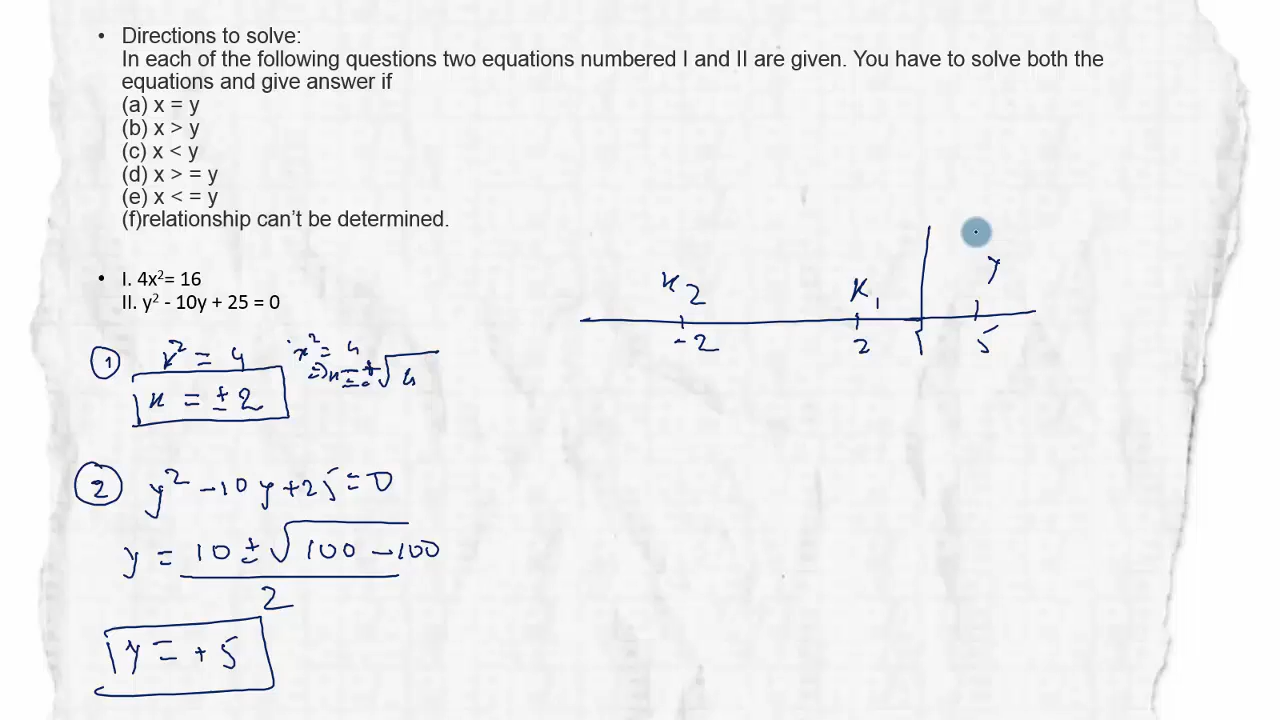 • Directions to solve:
In each of the following questions two equations numbered I and II are given. You have to solve both the
equations and give answer if
(a) x = y
(b) x > y
(c) x < y
(d) x > = y
(e) x < = y
(f)relationship can't be determined.
• I. 4x²= 16
II. y² - 10y + 25 = 0
① x² = 4
x = ± 2
x² = 4
=> x = ± √4
② y² - 10y + 25 = 0
y = 10 ± √100 - 100
2
y = + 5
x2 x1 y
-2 2 5